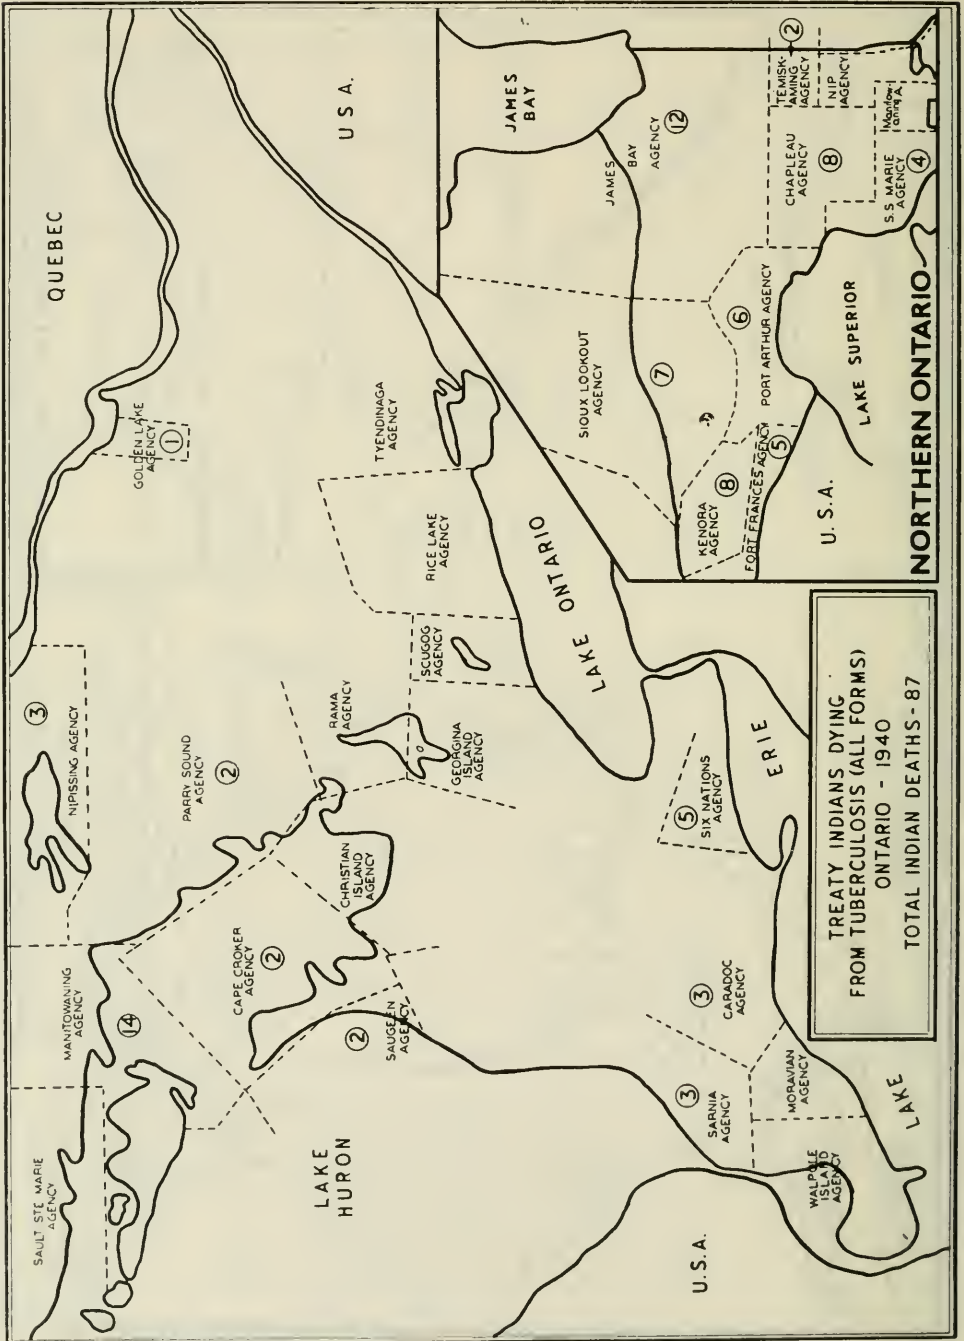 QUEBEC
U S A.
GOLDEN LAKE
AGENCY
1
TYENDINAGA
AGENCY
RICE LAKE
AGENCY
SCUGOG
AGENCY
LAKE ONTARIO
3
NIPISSING AGENCY
PARRY SOUND
AGENCY
2
RAMA
AGENCY
GEORGINA
ISLAND
AGENCY
CHRISTIAN
ISLAND
AGENCY
CAPE CROKER
AGENCY
2
MANITOWANING
AGENCY
14
SAULT STE MARIE
AGENCY
2
SAUGEEN
AGENCY
LAKE
HURON
5
SIX NATIONS
AGENCY
3
CARADOC
AGENCY
3
SARNIA
AGENCY
MORAVIAN
AGENCY
WALPOLE
ISLAND
AGENCY
U.S.A.
LAKE
ERIE
TREATY INDIANS DYING
FROM TUBERCULOSIS (ALL FORMS)
ONTARIO - 1940
TOTAL INDIAN DEATHS - 87
JAMES
BAY
JAMES
BAY
AGENCY
12
SIOUX LOOKOUT
AGENCY
7
6
PORT ARTHUR AGENCY
KENORA
AGENCY
8
FORT FRANCES AGENCY
5
TEMISK-
AMING
AGENCY
2
NIP
AGENCY
CHAPLEAU
AGENCY
8
Manitow-
aning A.
S.S MARIE
AGENCY
4
LAKE SUPERIOR
U.S.A.
NORTHERN ONTARIO